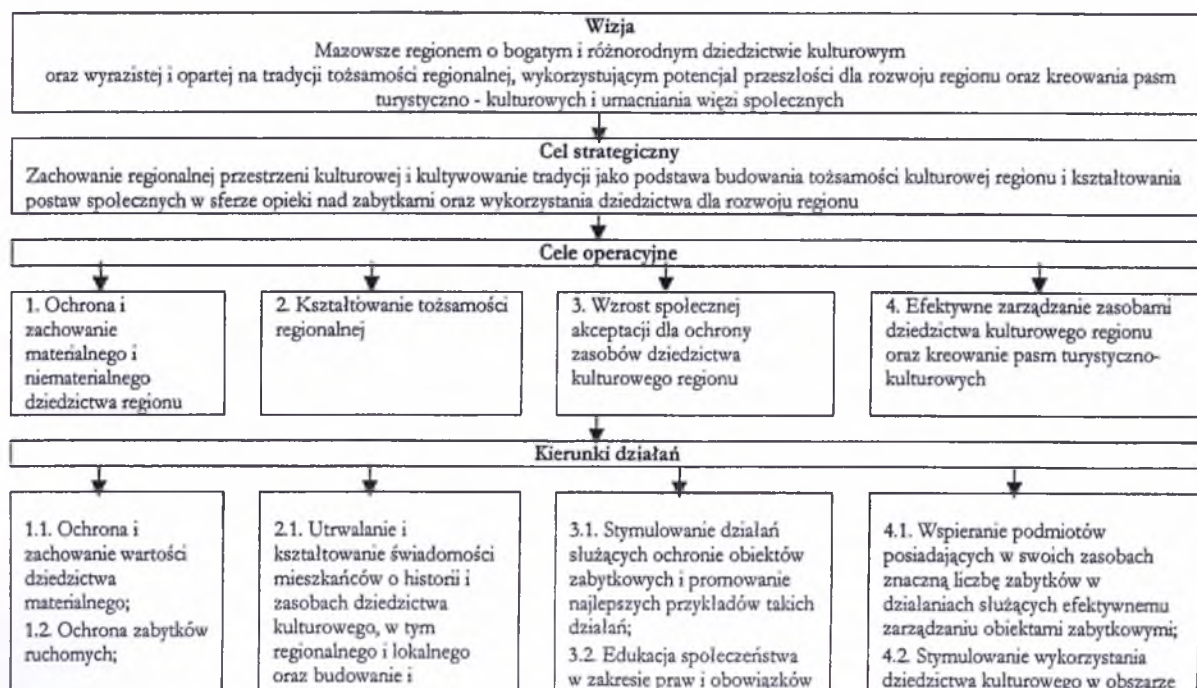 Wizja
Mazowsze regionem o bogatym i różnorodnym dziedzictwie kulturowym
oraz wyrazistej i opartej na tradycji tożsamości regionalnej, wykorzystującym potencjał przeszłości dla rozwoju regionu oraz kreowania pasm
turystyczno - kulturowych i umacniania więzi społecznych
Cel strategiczny
Zachowanie regionalnej przestrzeni kulturowej i kultywowanie tradycji jako podstawa budowania tożsamości kulturowej regionu i kształtowania
postaw społecznych w sferze opieki nad zabytkami oraz wykorzystania dziedzictwa dla rozwoju regionu
Cele operacyjne
1. Ochrona i
zachowanie
materialnego i
niematerialnego
dziedzictwa regionu
2. Kształtowanie tożsamości
regionalnej
3. Wzrost społecznej
akceptacji dla ochrony
zasobów dziedzictwa
kulturowego regionu
4. Efektywne zarządzanie zasobami
dziedzictwa kulturowego regionu
oraz kreowanie pasm turystyczno-
kulturowych
Kierunki działań
1.1. Ochrona i
zachowanie wartości
dziedzictwa
materialnego;
1.2. Ochrona zabytków
ruchomych;
2.1. Utrwalanie i
kształtowanie świadomości
mieszkańców o historii i
zasobach dziedzictwa
kulturowego, w tym
regionalnego i lokalnego
oraz budowanie i
3.1. Stymulowanie działań
służących ochronie obiektów
zabytkowych i promowanie
najlepszych przykładów takich
działań;
3.2. Edukacja społeczeństwa
w zakresie praw i obowiązków
4.1. Wspieranie podmiotów
posiadających w swoich zasobach
znaczną liczbę zabytków w
działaniach służących efektywnemu
zarządzaniu obiektami zabytkowymi;
4.2. Stymulowanie wykorzystania
dziedzictwa kulturowego w obszarze